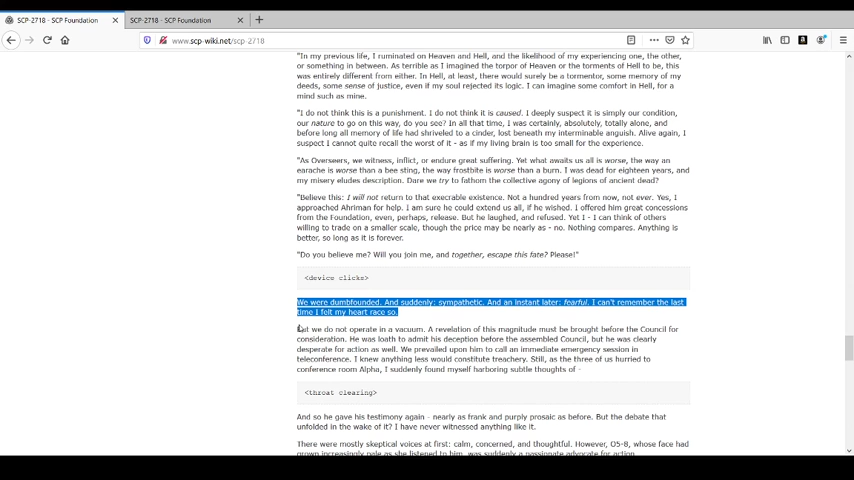 SCP-2718 - SCP Foundation
SCP-2718 - SCP Foundation
www.scp-wiki.net/scp-2718
"In my previous life, I ruminated on Heaven and Hell, and the likelihood of my experiencing one, the other,
or something in between. As terrible as I imagined the torpor of Heaven or the torments of Hell to be, this
was entirely different from either. In Hell, at least, there would surely be a tormentor, some memory of my
deeds, some sense of justice, even if my soul rejected its logic. I can imagine some comfort in Hell, for a
mind such as mine.
"I do not think this is a punishment. I do not think it is caused. I deeply suspect it is simply our condition,
our nature to go on this way, do you see? In all that time, I was certainly, absolutely, totally alone, and
before long all memory of life had shriveled to a cinder, lost beneath my interminable anguish. Alive again, I
suspect I cannot quite recall the worst of it - as if my living brain is too small for the experience.
"As Overseers, we witness, inflict, or endure great suffering. Yet what awaits us all is worse, the way an
earache is worse than a bee sting, the way frostbite is worse than a burn. I was dead for eighteen years, and
my misery eludes description. Dare we try to fathom the collective agony of legions of ancient dead?
"Believe this: I will not return to that execrable existence. Not a hundred years from now, not ever. Yes, I
approached Ahriman for help. I am sure he could extend us all, if he wished. I offered him great concessions
from the Foundation, even, perhaps, release. But he laughed, and refused. Yet I - I can think of others
willing to trade on a smaller scale, though the price may be nearly as - no. Nothing compares. Anything is
better, so long as it is forever.
"Do you believe me? Will you join me, and together, escape this fate? Please!"
<device clicks>
We were dumbfounded. And suddenly: sympathetic. And an instant later: fearful. I can't remember the last
time I felt my heart race so.
But we do not operate in a vacuum. A revelation of this magnitude must be brought before the Council for
consideration. He was loath to admit his deception before the assembled Council, but he was clearly
desperate for action as well. We prevailed upon him to call an immediate emergency session in
teleconference. I knew anything less would constitute treachery. Still, as the three of us hurried to
conference room Alpha, I suddenly found myself harboring subtle thoughts of -
<throat clearing>
And so he gave his testimony again - nearly as frank and purply prosaic as before. But the debate that
unfolded in the wake of it? I have never witnessed anything like it.
There were mostly skeptical voices at first: calm, concerned, and thoughtful. However, O5-8, whose face had
grown increasingly pale as she listened to him, was suddenly a passionate advocate for action.